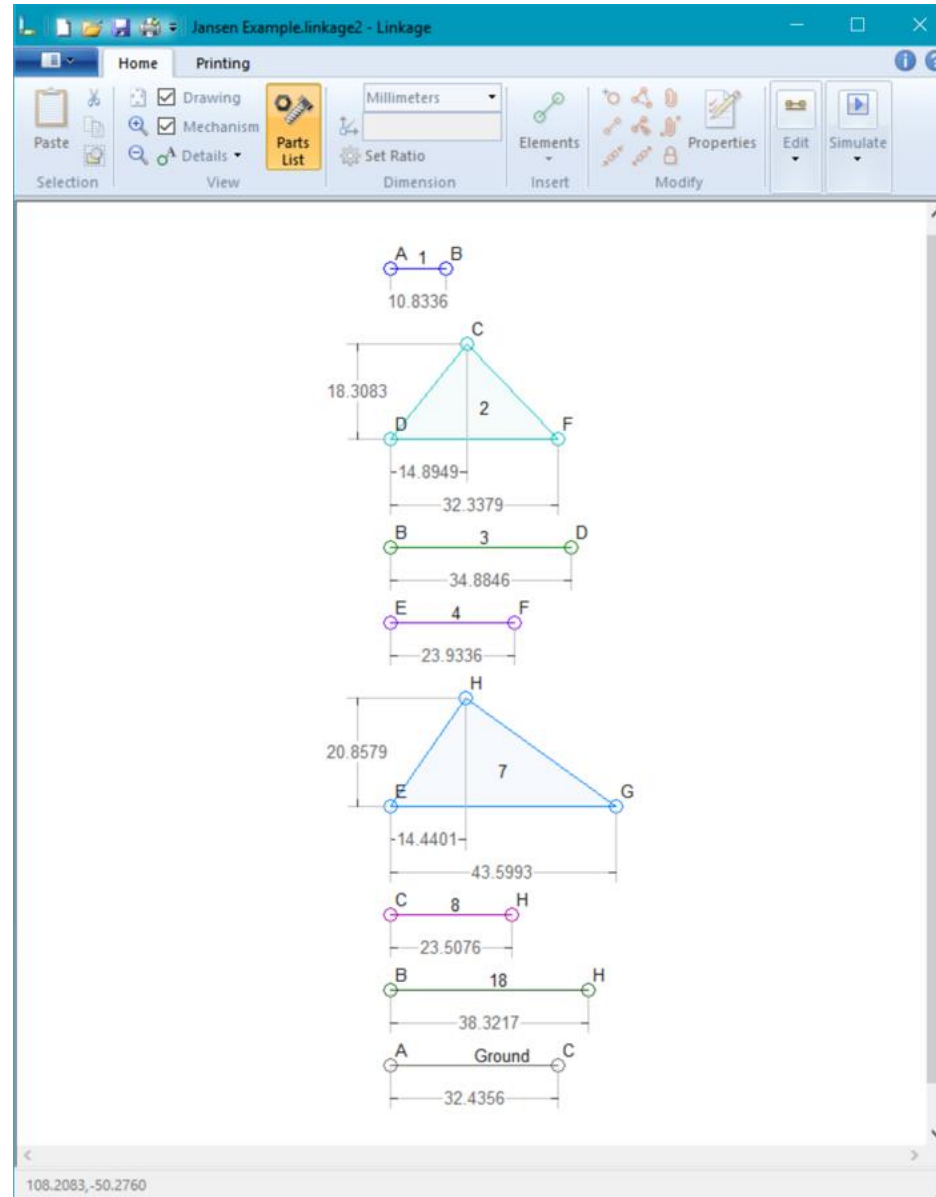 Jansen Example.linkage2 - Linkage
Home Printing
Paste
Selection
Drawing
Mechanism
Details
Parts List
View
Millimeters
Set Ratio
Dimension
Elements
Insert
Properties
Modify
Edit
Simulate
A 1 B
10.8336
C
18.3083
2
D F
14.8949
32.3379
B 3 D
34.8846
E 4 F
23.9336
H
20.8579
7
E G
14.4401
43.5993
C 8 H
23.5076
B 18 H
38.3217
A Ground C
32.4356
108.2083,-50.2760